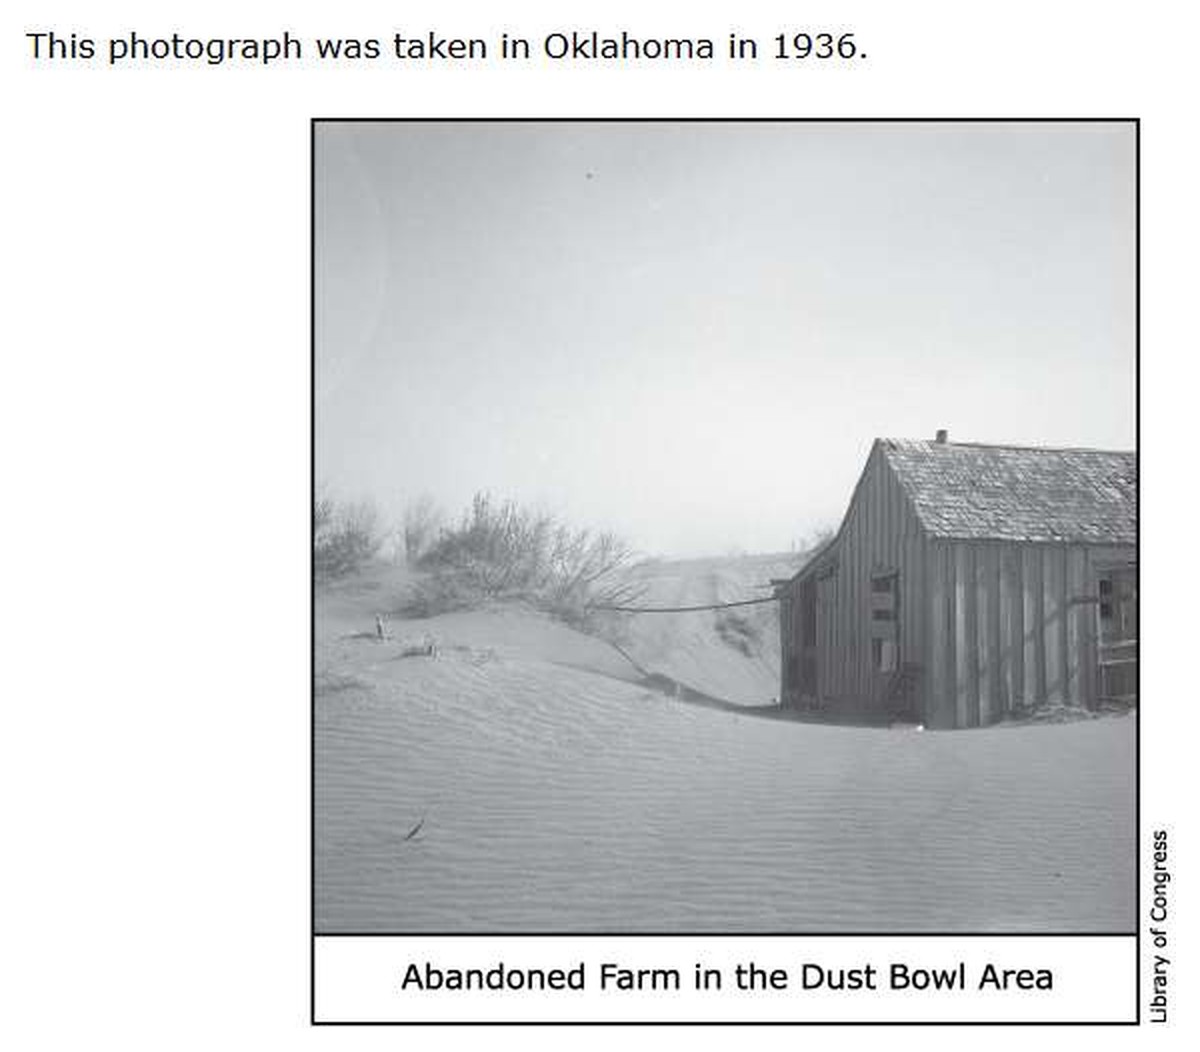 This photograph was taken in Oklahoma in 1936.
Abandoned Farm in the Dust Bowl Area
Library of Congress